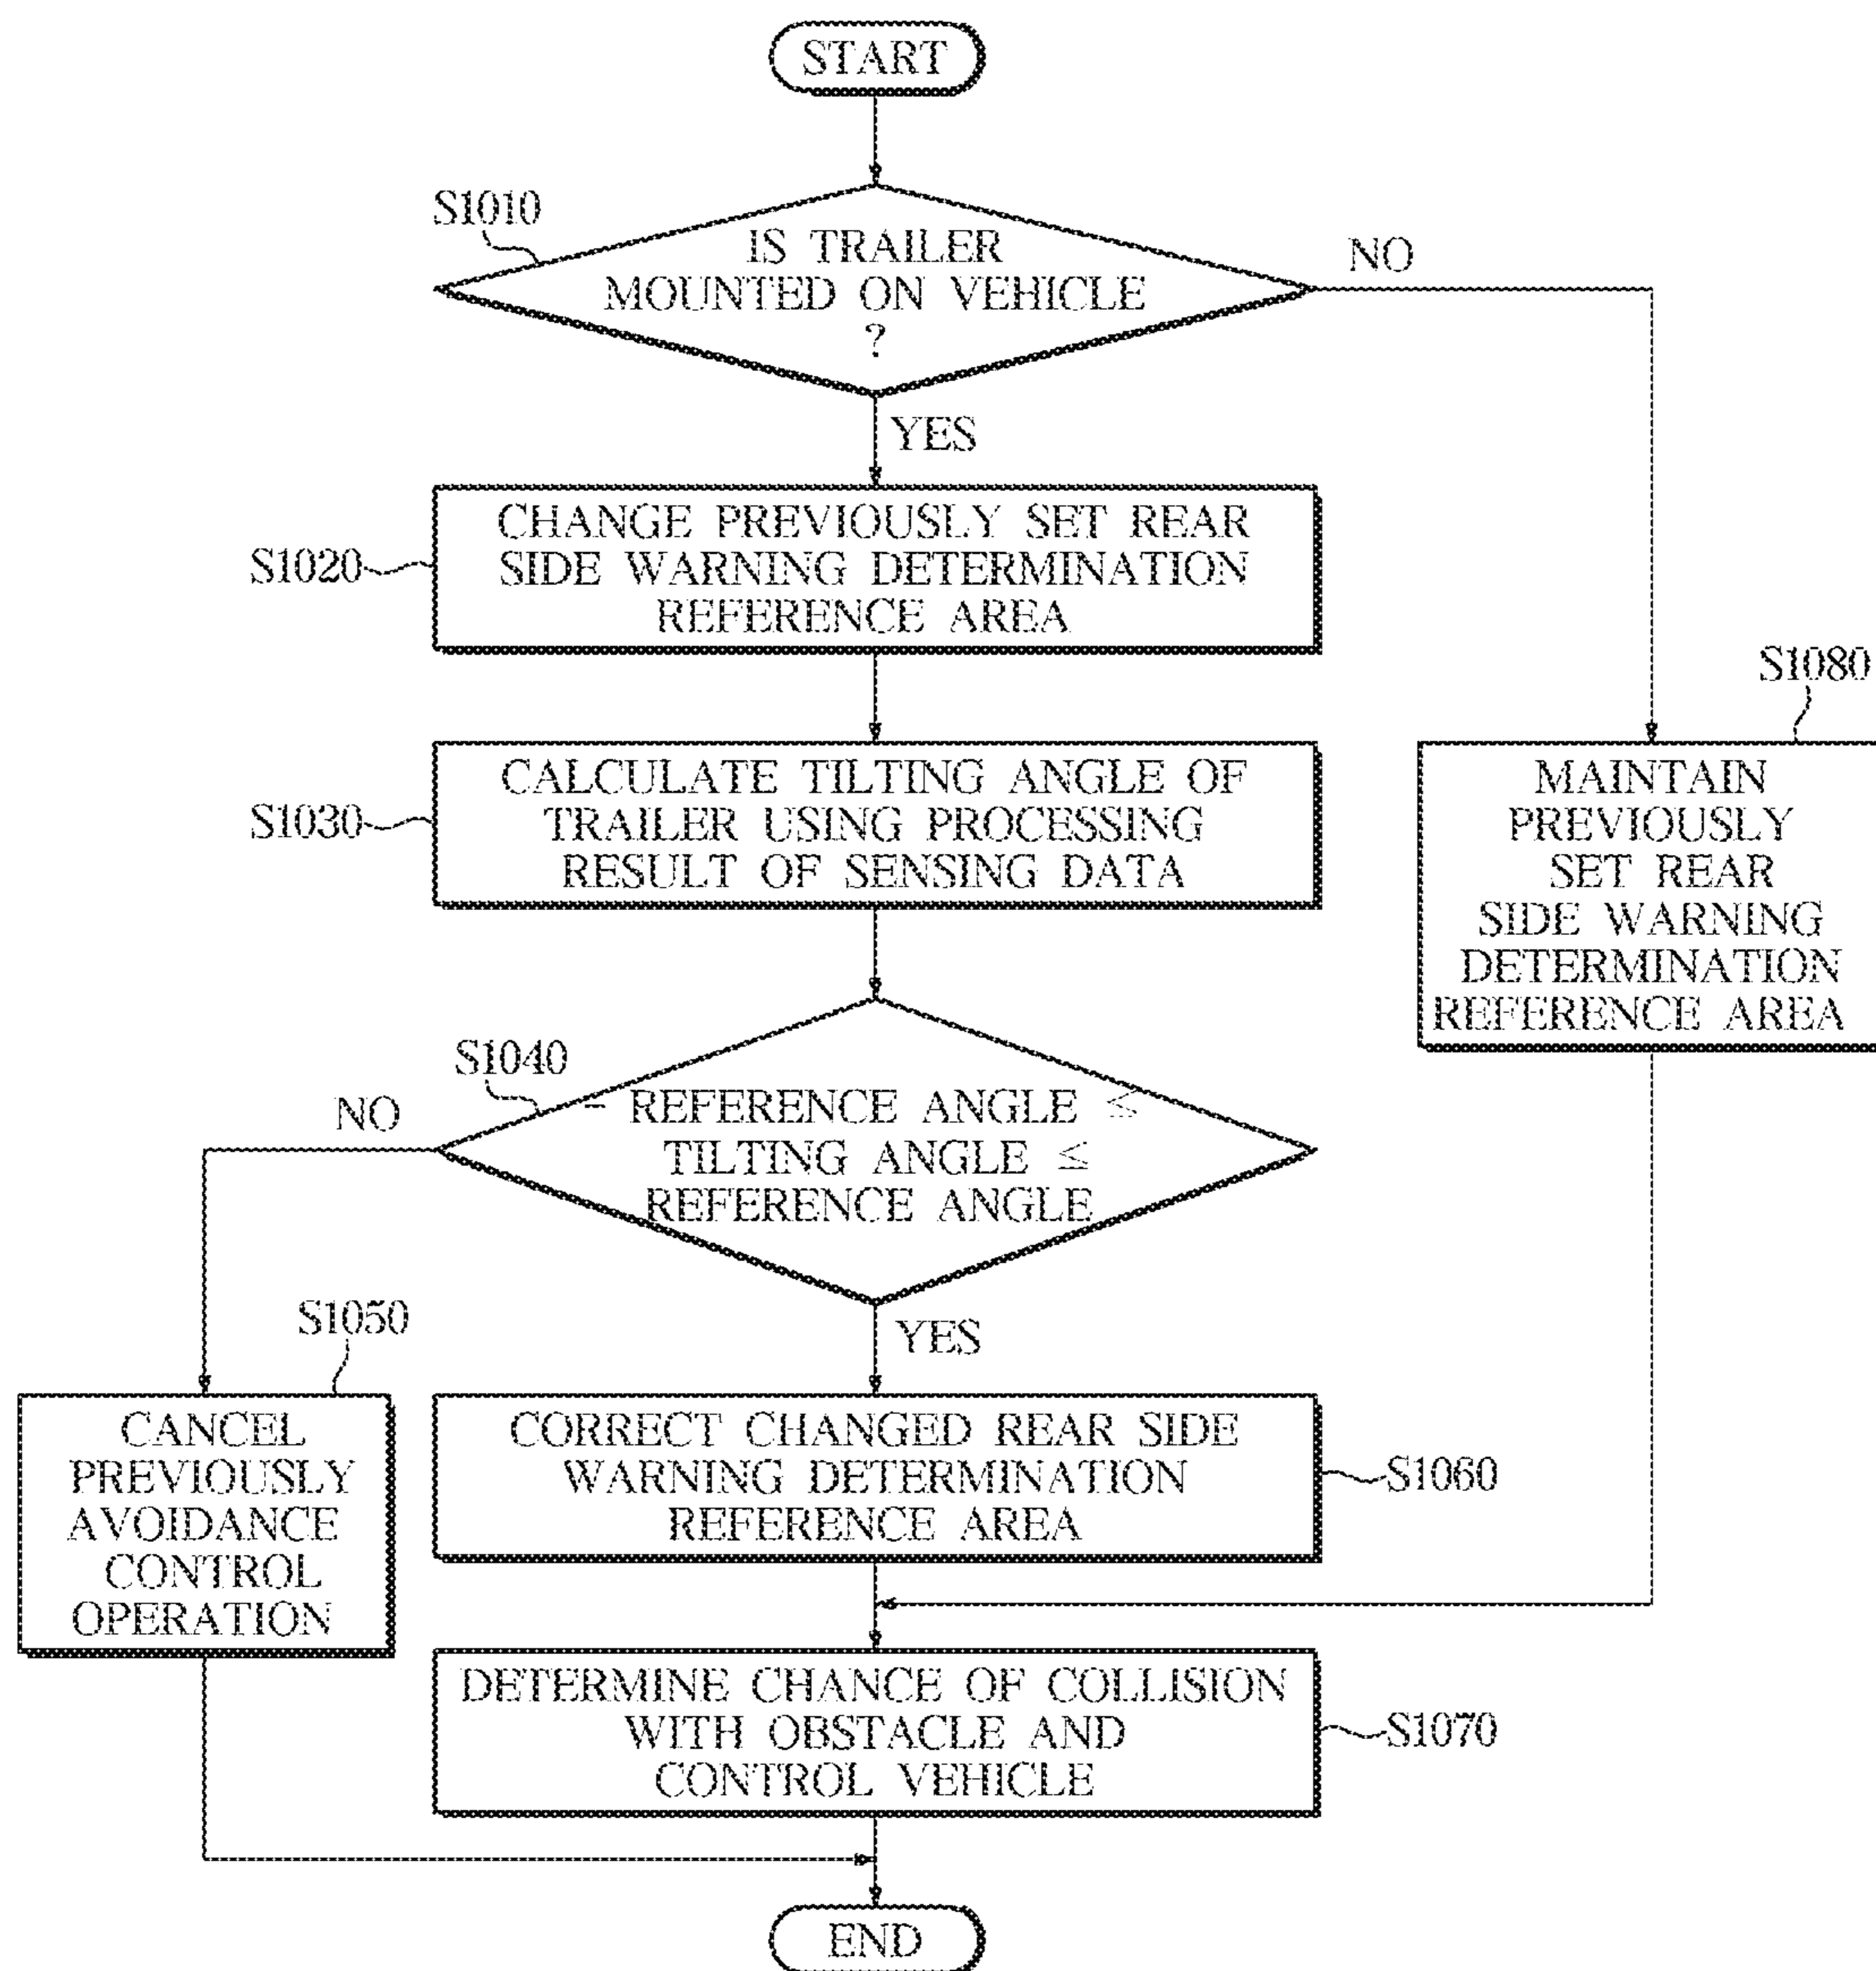 START
S1010
IS TRAILER
MOUNTED ON VEHICLE
?
NO
YES
CHANGE PREVIOUSLY SET REAR
SIDE WARNING DETERMINATION
REFERENCE AREA
S1020
S1080
CALCULATE TILTING ANGLE OF
TRAILER USING PROCESSING
RESULT OF SENSING DATA
S1030
MAINTAIN
PREVIOUSLY
SET REAR
SIDE WARNING
DETERMINATION
REFERENCE AREA
S1040
NO
- REFERENCE ANGLE ≤
TILTING ANGLE ≤
REFERENCE ANGLE
YES
S1050
CANCEL
PREVIOUSLY
AVOIDANCE
CONTROL
OPERATION
CORRECT CHANGED REAR SIDE
WARNING DETERMINATION
REFERENCE AREA
S1060
DETERMINE CHANCE OF COLLISION
WITH OBSTACLE AND
CONTROL VEHICLE
S1070
END